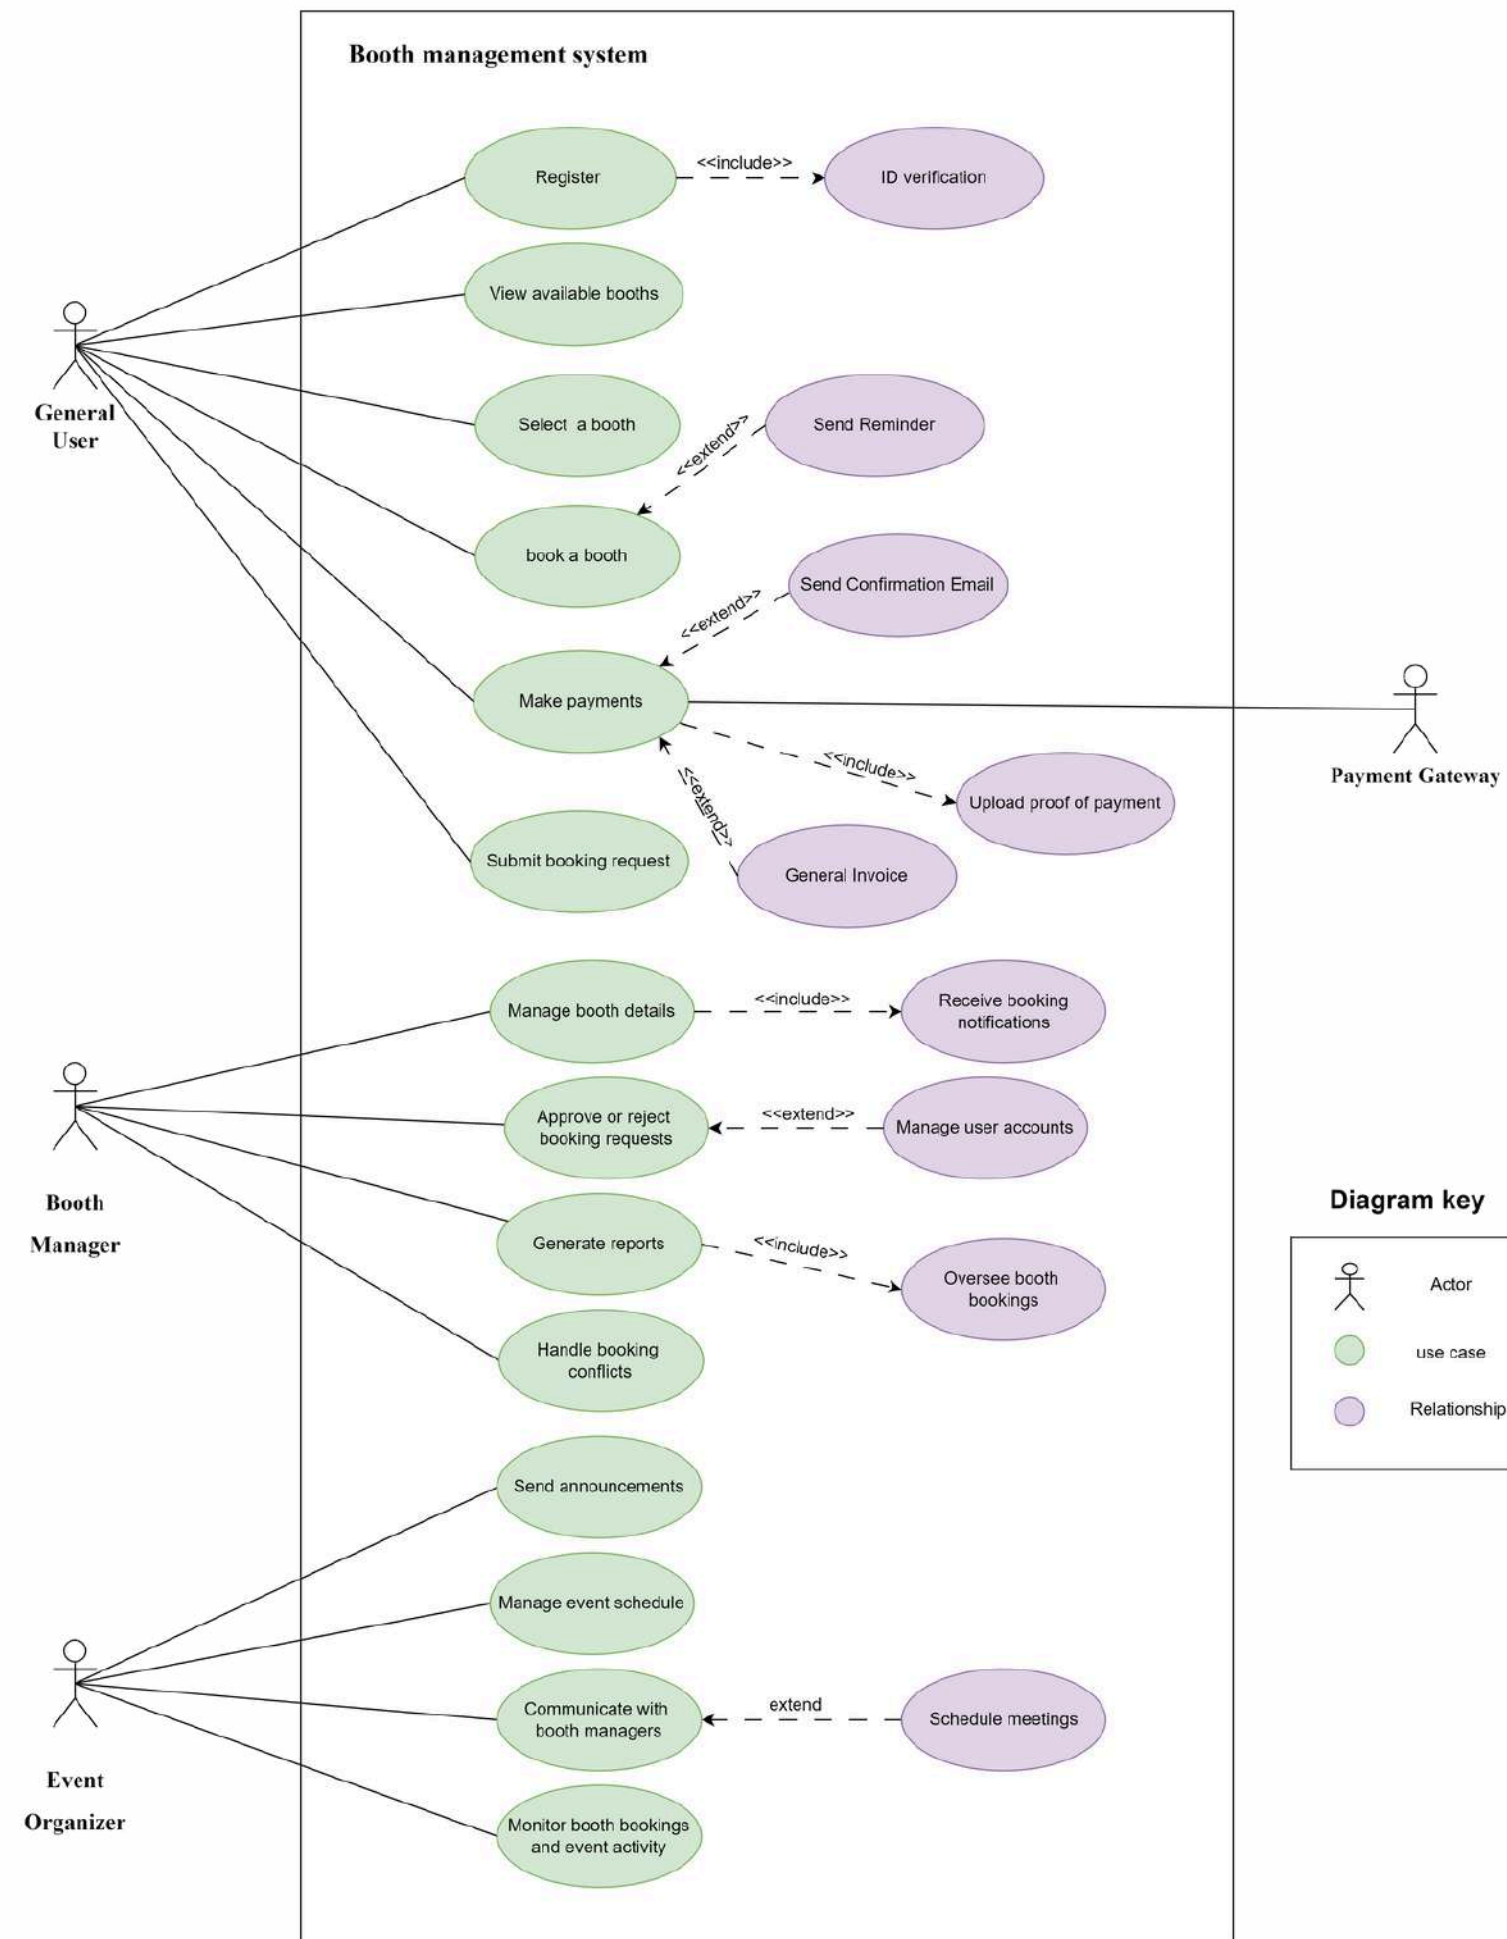 Booth management system
Register
<<include>>
ID verification
View available booths
General
User
Select  a booth
<<extend>>
Send Reminder
book a booth
<<extend>>
Send Confirmation Email
Make payments
<<include>>
Upload proof of payment
Payment Gateway
<<extend>>
General Invoice
Submit booking request
Manage booth details
<<include>>
Receive booking
notifications
Booth
Manager
Approve or reject
booking requests
<<extend>>
Manage user accounts
Generate reports
<<include>>
Oversee booth
bookings
Handle booking
conflicts
Diagram key
Actor
use case
Relationship
Send announcements
Manage event schedule
Event
Organizer
Communicate with
booth managers
extend
Schedule meetings
Monitor booth bookings
and event activity